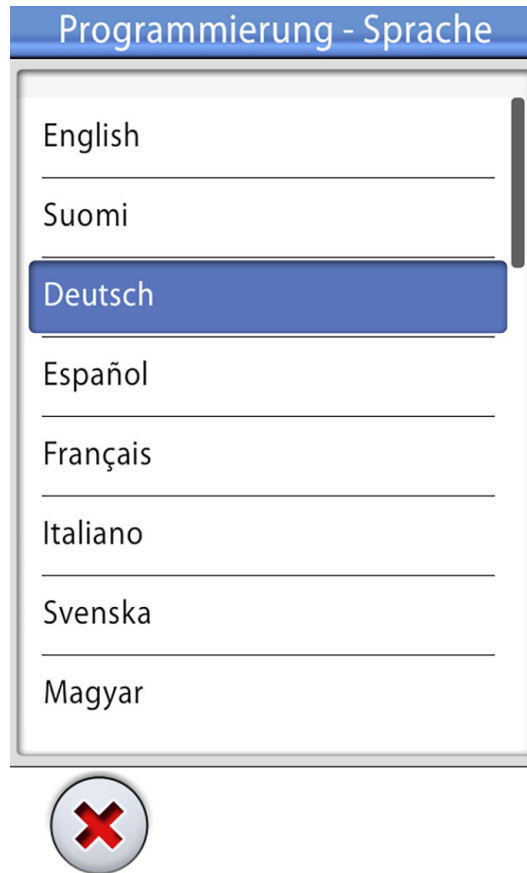 Programmierung - Sprache
English
Suomi
Deutsch
Español
Français
Italiano
Svenska
Magyar